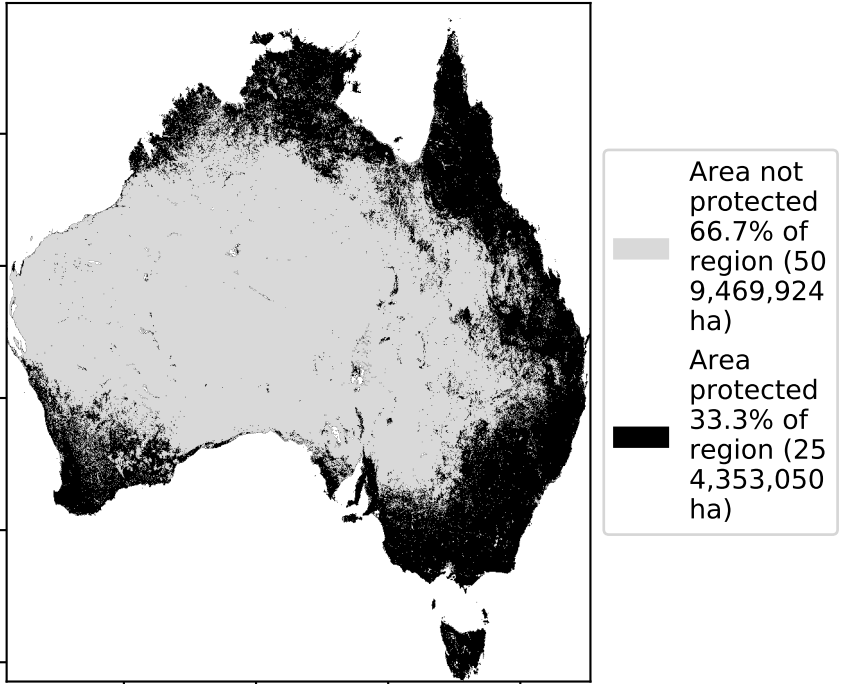 Area not
protected
66.7% of
region (50
9,469,924
ha)
Area
protected
33.3% of
region (25
4,353,050
ha)